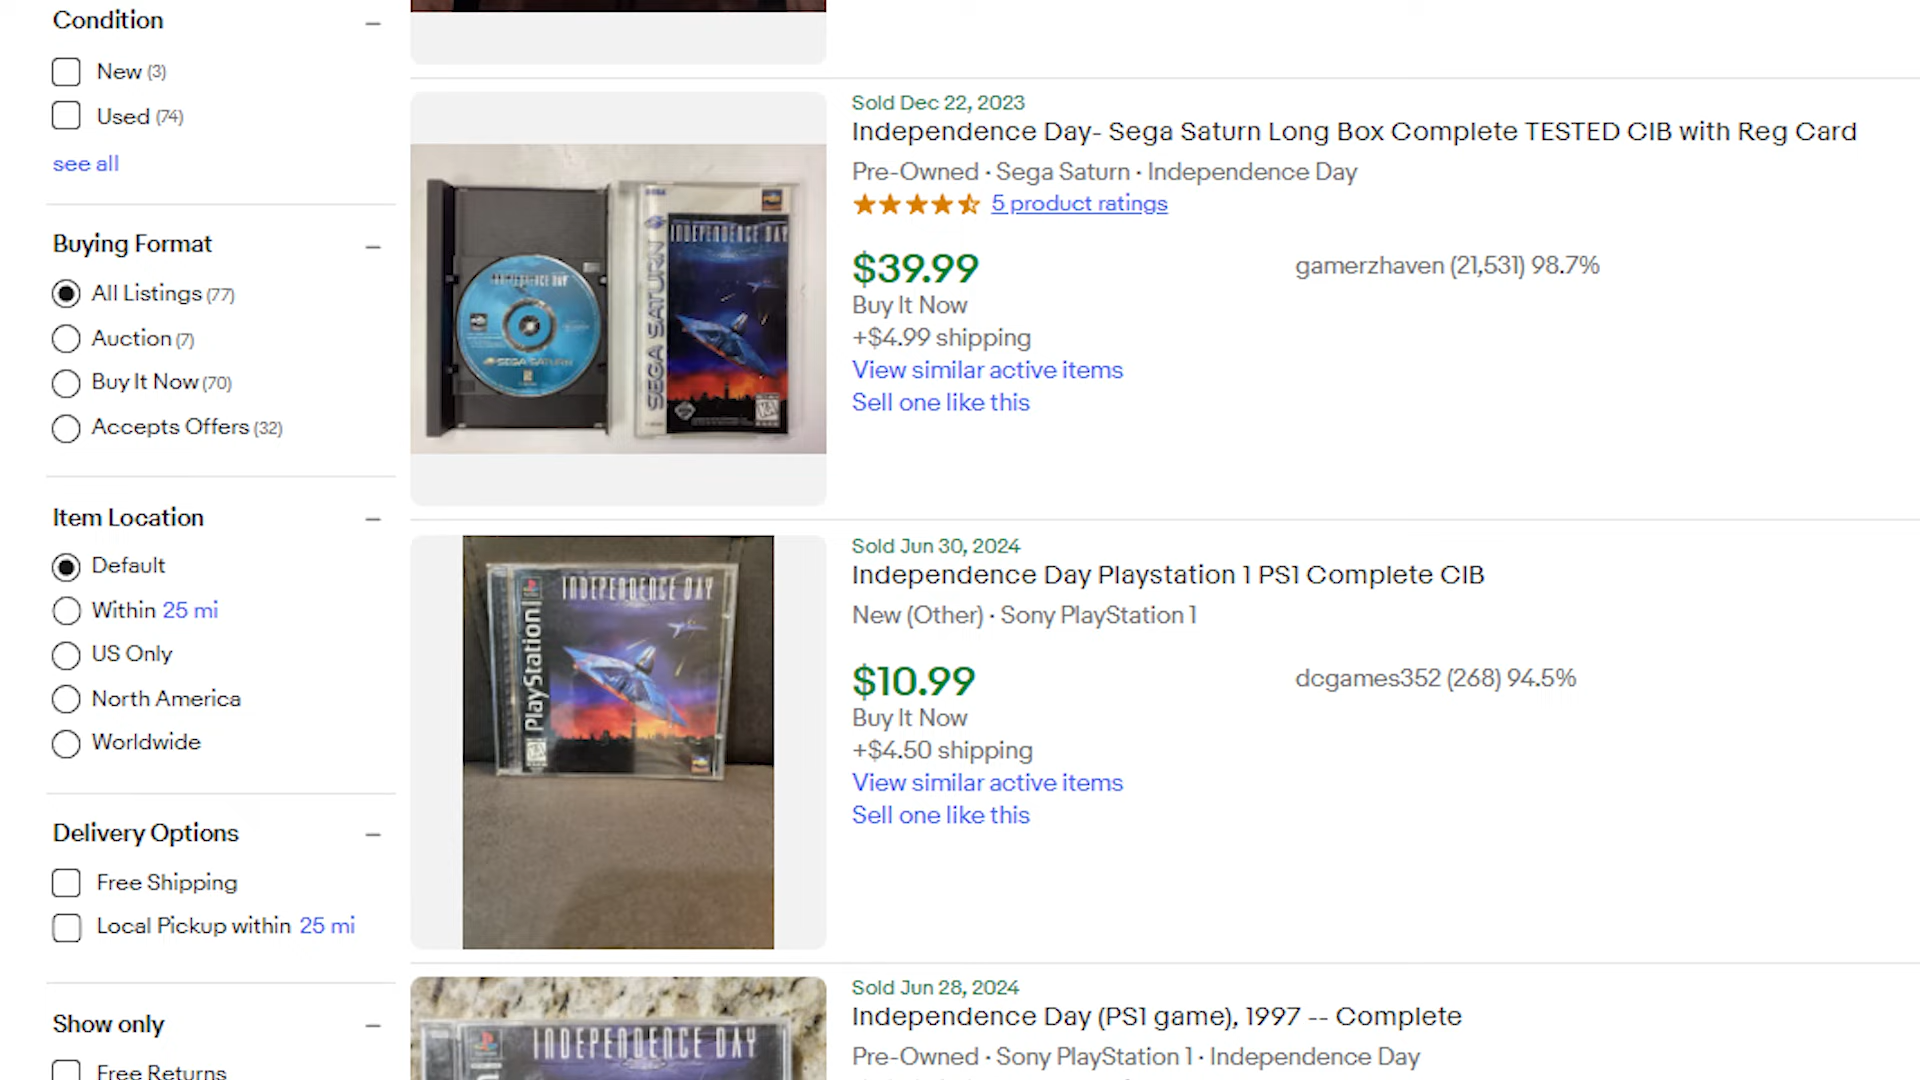 Condition
New (3)
Used (74)
see all
Buying Format
All Listings (77)
Auction (7)
Buy It Now (70)
Accepts Offers (32)
Item Location
Default
Within 25 mi
US Only
North America
Worldwide
Delivery Options
Free Shipping
Local Pickup within 25 mi
Show only
Free Returns
INDEPENDENCE DAY
SEGA SATURN
SEGA
SEGA SATURN
INDEPENDENCE DAY
Sold Dec 22, 2023
Independence Day- Sega Saturn Long Box Complete TESTED CIB with Reg Card
Pre-Owned · Sega Saturn · Independence Day
5 product ratings
$39.99
gamerzhaven (21,531) 98.7%
Buy It Now
+$4.99 shipping
View similar active items
Sell one like this
PlayStation
INDEPENDENCE DAY
Sold Jun 30, 2024
Independence Day Playstation 1 PS1 Complete CIB
New (Other) · Sony PlayStation 1
$10.99
dcgames352 (268) 94.5%
Buy It Now
+$4.50 shipping
View similar active items
Sell one like this
INDEPENDENCE DAY
Sold Jun 28, 2024
Independence Day (PS1 game), 1997 -- Complete
Pre-Owned · Sony PlayStation 1 · Independence Day